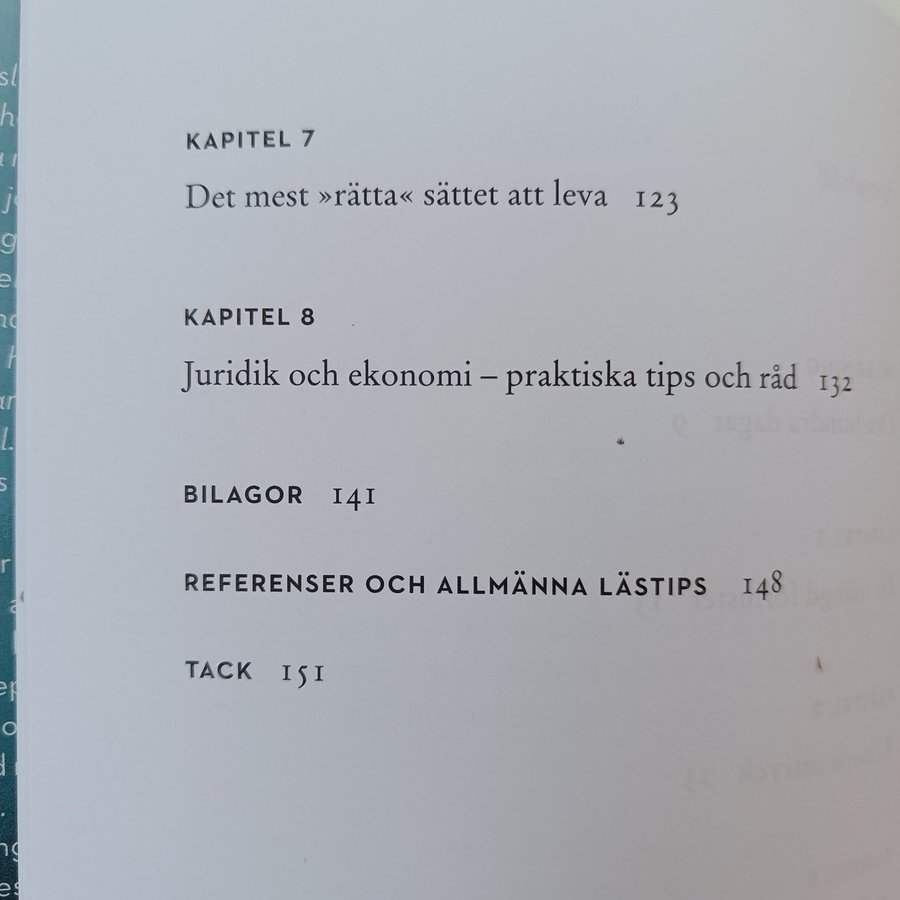 KAPITEL 7
Det mest »rätta« sättet att leva 123
KAPITEL 8
Juridik och ekonomi – praktiska tips och råd 132
BILAGOR 141
REFERENSER OCH ALLMÄNNA LÄSTIPS 148
TACK 151